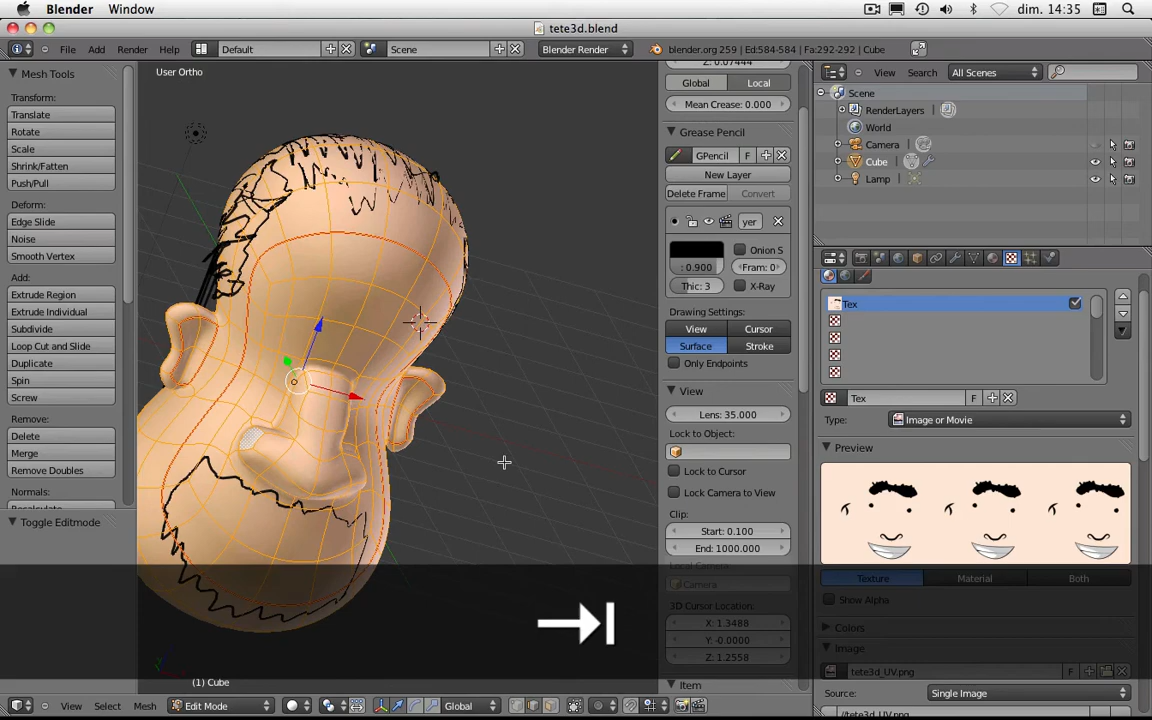 Blender Window dim. 14:35
tete3d.blend
File Add Render Help Default Scene Blender Render blender.org 259 | Ed:584-584 | Fa:292-292 | Cube
Mesh Tools
Transform:
Translate
Rotate
Scale
Shrink/Fatten
Push/Pull
Deform:
Edge Slide
Noise
Smooth Vertex
Add:
Extrude Region
Extrude Individual
Subdivide
Loop Cut and Slide
Duplicate
Spin
Screw
Remove:
Delete
Merge
Remove Doubles
Normals:
Toggle Editmode
User Ortho
(1) Cube
View Select Mesh Edit Mode Global
Z: 0.07444
Global Local
Mean Crease: 0.000
Grease Pencil
GPencil F
New Layer
Delete Frame Convert
yer
Onion S
: 0.900 Fram: 0
Thic: 3 X-Ray
Drawing Settings:
View Cursor
Surface Stroke
Only Endpoints
View
Lens: 35.000
Lock to Object:
Lock to Cursor
Lock Camera to View
Clip:
Start: 0.100
End: 1000.000
Local Camera:
Camera
3D Cursor Location:
X: 1.3488
Y: -0.0000
Z: 1.2558
Item
View Search All Scenes
Scene
RenderLayers
World
Camera
Cube
Lamp
Tex
Tex F
Type: Image or Movie
Preview
Texture Material Both
Show Alpha
Colors
Image
tete3d_UV.png F
Source: Single Image